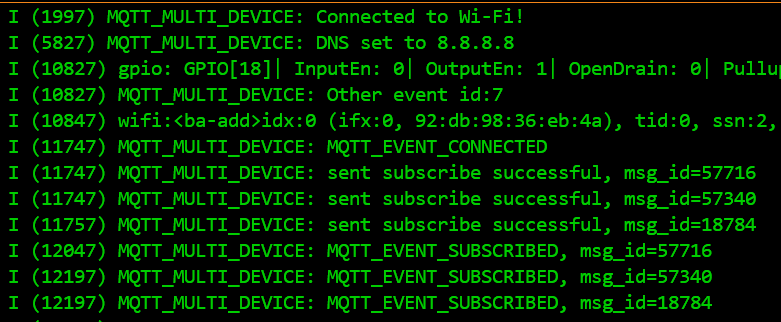 I (1997) MQTT_MULTI_DEVICE: Connected to Wi-Fi!
I (5827) MQTT_MULTI_DEVICE: DNS set to 8.8.8.8
I (10827) gpio: GPIO[18]| InputEn: 0| OutputEn: 1| OpenDrain: 0| Pullup
I (10827) MQTT_MULTI_DEVICE: Other event id:7
I (10847) wifi:<ba-add>idx:0 (ifx:0, 92:db:98:36:eb:4a), tid:0, ssn:2,
I (11747) MQTT_MULTI_DEVICE: MQTT_EVENT_CONNECTED
I (11747) MQTT_MULTI_DEVICE: sent subscribe successful, msg_id=57716
I (11747) MQTT_MULTI_DEVICE: sent subscribe successful, msg_id=57340
I (11757) MQTT_MULTI_DEVICE: sent subscribe successful, msg_id=18784
I (12047) MQTT_MULTI_DEVICE: MQTT_EVENT_SUBSCRIBED, msg_id=57716
I (12197) MQTT_MULTI_DEVICE: MQTT_EVENT_SUBSCRIBED, msg_id=57340
I (12197) MQTT_MULTI_DEVICE: MQTT_EVENT_SUBSCRIBED, msg_id=18784